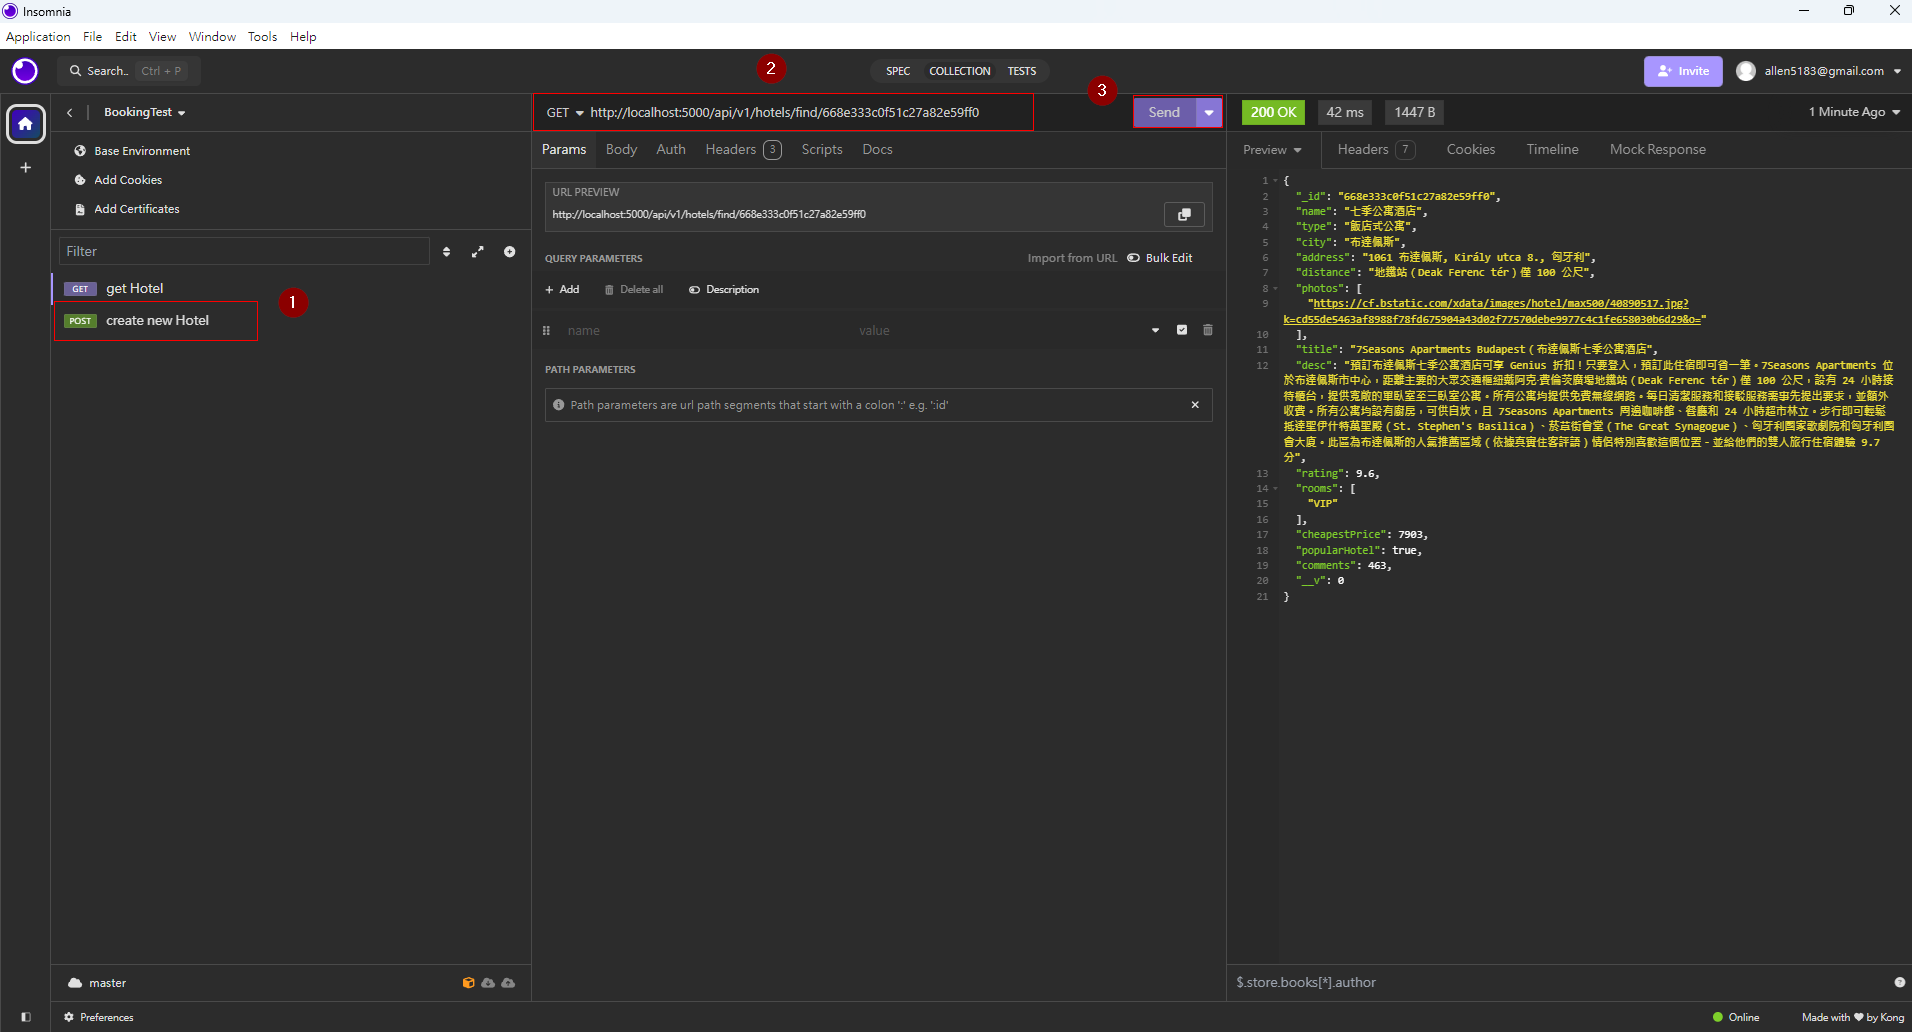 Insomnia
Application File Edit View Window Tools Help
Search.. Ctrl + P
2
SPEC COLLECTION TESTS
Invite
allen5183@gmail.com
BookingTest
GET http://localhost:5000/api/v1/hotels/find/668e333c0f51c27a82e59ff0
3
Send
200 OK 42 ms 1447 B
1 Minute Ago
Base Environment
Add Cookies
Add Certificates
Filter
GET get Hotel
POST create new Hotel
1
Params Body Auth Headers 3 Scripts Docs
URL PREVIEW
http://localhost:5000/api/v1/hotels/find/668e333c0f51c27a82e59ff0
QUERY PARAMETERS
Import from URL Bulk Edit
Add Delete all Description
name value
PATH PARAMETERS
Path parameters are url path segments that start with a colon ':' e.g. ':id'
Preview Headers 7 Cookies Timeline Mock Response
1 {
2 "_id": "668e333c0f51c27a82e59ff0",
3 "name": "七季公寓酒店",
4 "type": "飯店式公寓",
5 "city": "布達佩斯",
6 "address": "1061 布達佩斯, Király utca 8., 匈牙利",
7 "distance": "地鐵站（Deak Ferenc tér）僅 100 公尺",
8 "photos": [
9 "https://cf.bstatic.com/xdata/images/hotel/max500/40890517.jpg?
k=cd55de5463af8988f78fd675904a43d02f77570debe9977c4c1fe658030b6d29&o="
10 ],
11 "title": "7Seasons Apartments Budapest（布達佩斯七季公寓酒店",
12 "desc": "預訂布達佩斯七季公寓酒店可享 Genius 折扣！只要登入，預訂此住宿即可省一筆。7Seasons Apartments 位
於布達佩斯市中心，距離主要的大眾交通樞紐戴阿克·費倫茨廣場地鐵站（Deak Ferenc tér）僅 100 公尺，設有 24 小時接
待櫃台，提供寬敞的單臥室至三臥室公寓。所有公寓均提供免費無線網路。每日清潔服務和接駁服務需事先提出要求，並額外
收費。所有公寓均設有廚房，可供自炊，且 7Seasons Apartments 周邊咖啡館、餐廳和 24 小時超市林立。步行即可輕鬆
抵達聖伊什特萬聖殿（St. Stephen's Basilica）、菸草街會堂（The Great Synagogue）、匈牙利國家歌劇院和匈牙利國
會大廈。此區為布達佩斯的人氣推薦區域（依據真實住客評語）情侶特別喜歡這個位置 - 並給他們的雙人旅行住宿體驗 9.7
分",
13 "rating": 9.6,
14 "rooms": [
15 "VIP"
16 ],
17 "cheapestPrice": 7903,
18 "popularHotel": true,
19 "comments": 463,
20 "__v": 0
21 }
master
$.store.books[*].author
Preferences
Online
Made with ♥ by Kong